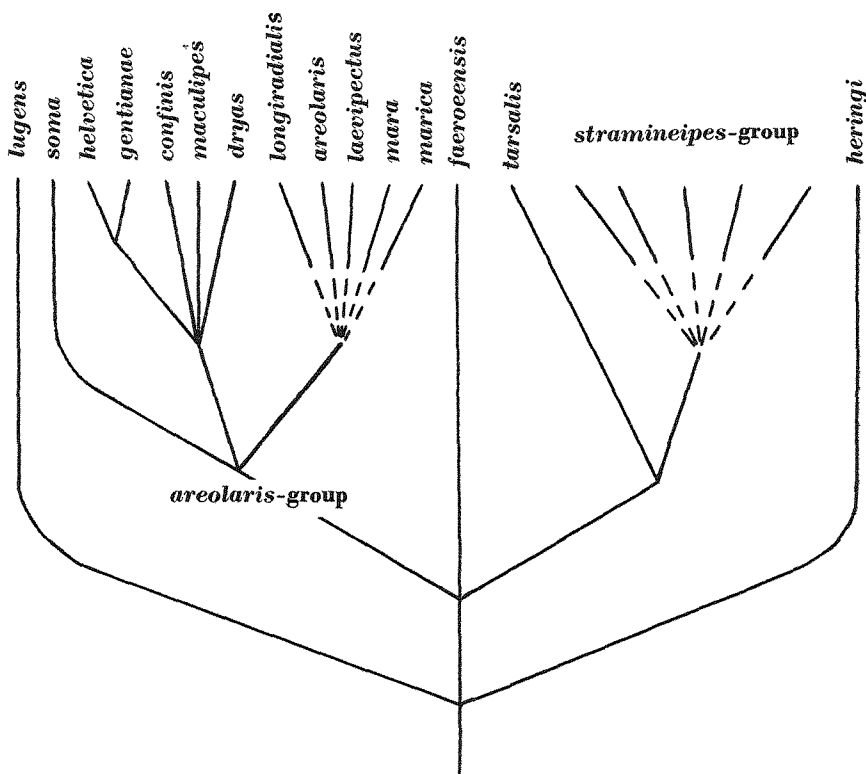 lugens
soma
helvetica
gentianae
confinis
maculipes
dryas
longiradialis
areolaris
laevipectus
mara
marica
faeroeensis
tarsalis
stramineipes-group
heringi
areolaris-group